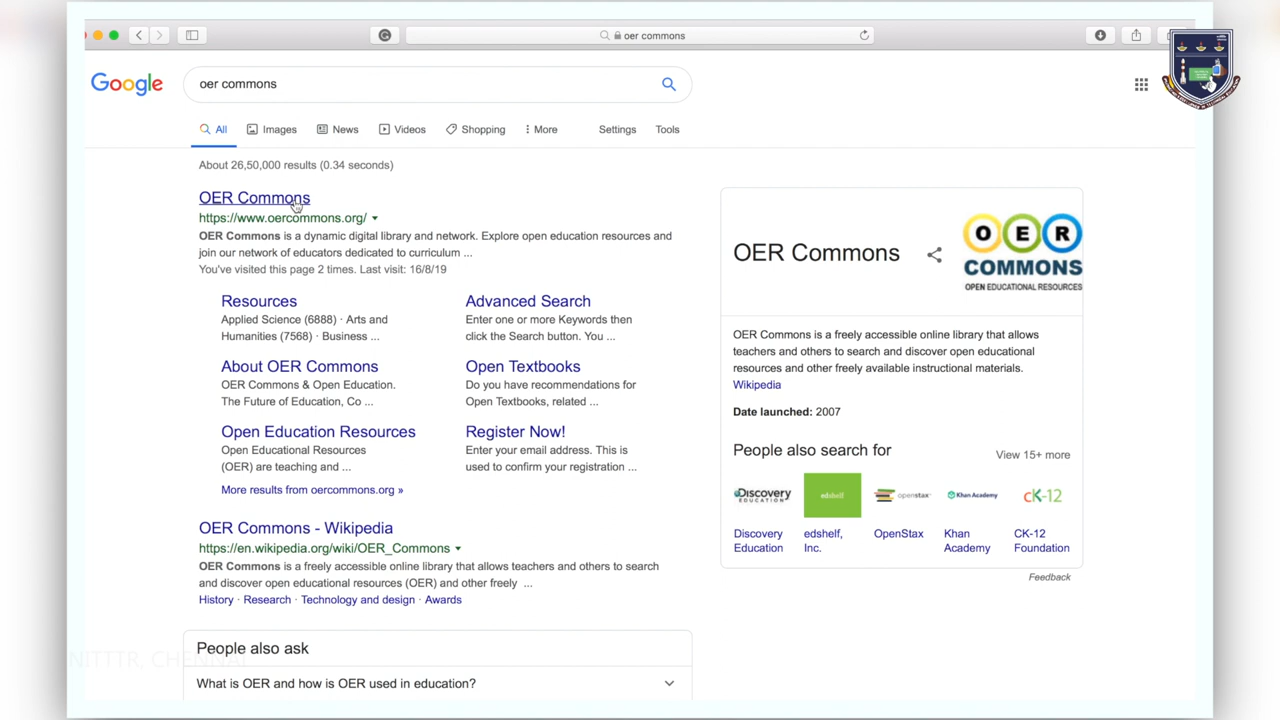 oer commons
Google
oer commons
All
Images
News
Videos
Shopping
More
Settings
Tools
About 26,50,000 results (0.34 seconds)
OER Commons
https://www.oercommons.org/
OER Commons is a dynamic digital library and network. Explore open education resources and
join our network of educators dedicated to curriculum ...
You've visited this page 2 times. Last visit: 16/8/19
Resources
Applied Science (6888) · Arts and
Humanities (7568) · Business ...
Advanced Search
Enter one or more Keywords then
click the Search button. You ...
About OER Commons
OER Commons & Open Education.
The Future of Education, Co ...
Open Textbooks
Do you have recommendations for
Open Textbooks, related ...
Open Education Resources
Open Educational Resources
(OER) are teaching and ...
Register Now!
Enter your email address. This is
used to confirm your registration ...
More results from oercommons.org »
OER Commons - Wikipedia
https://en.wikipedia.org/wiki/OER_Commons
OER Commons is a freely accessible online library that allows teachers and others to search
and discover open educational resources (OER) and other freely ...
History · Research · Technology and design · Awards
People also ask
What is OER and how is OER used in education?
OER Commons
OER
COMMONS
OPEN EDUCATIONAL RESOURCES
OER Commons is a freely accessible online library that allows
teachers and others to search and discover open educational
resources and other freely available instructional materials.
Wikipedia
Date launched: 2007
People also search for
View 15+ more
Discovery
EDUCATION
edshelf
openstax
Khan Academy
cK-12
Discovery
Education
edshelf,
Inc.
OpenStax
Khan
Academy
CK-12
Foundation
Feedback
NITTTR, CHENNAI